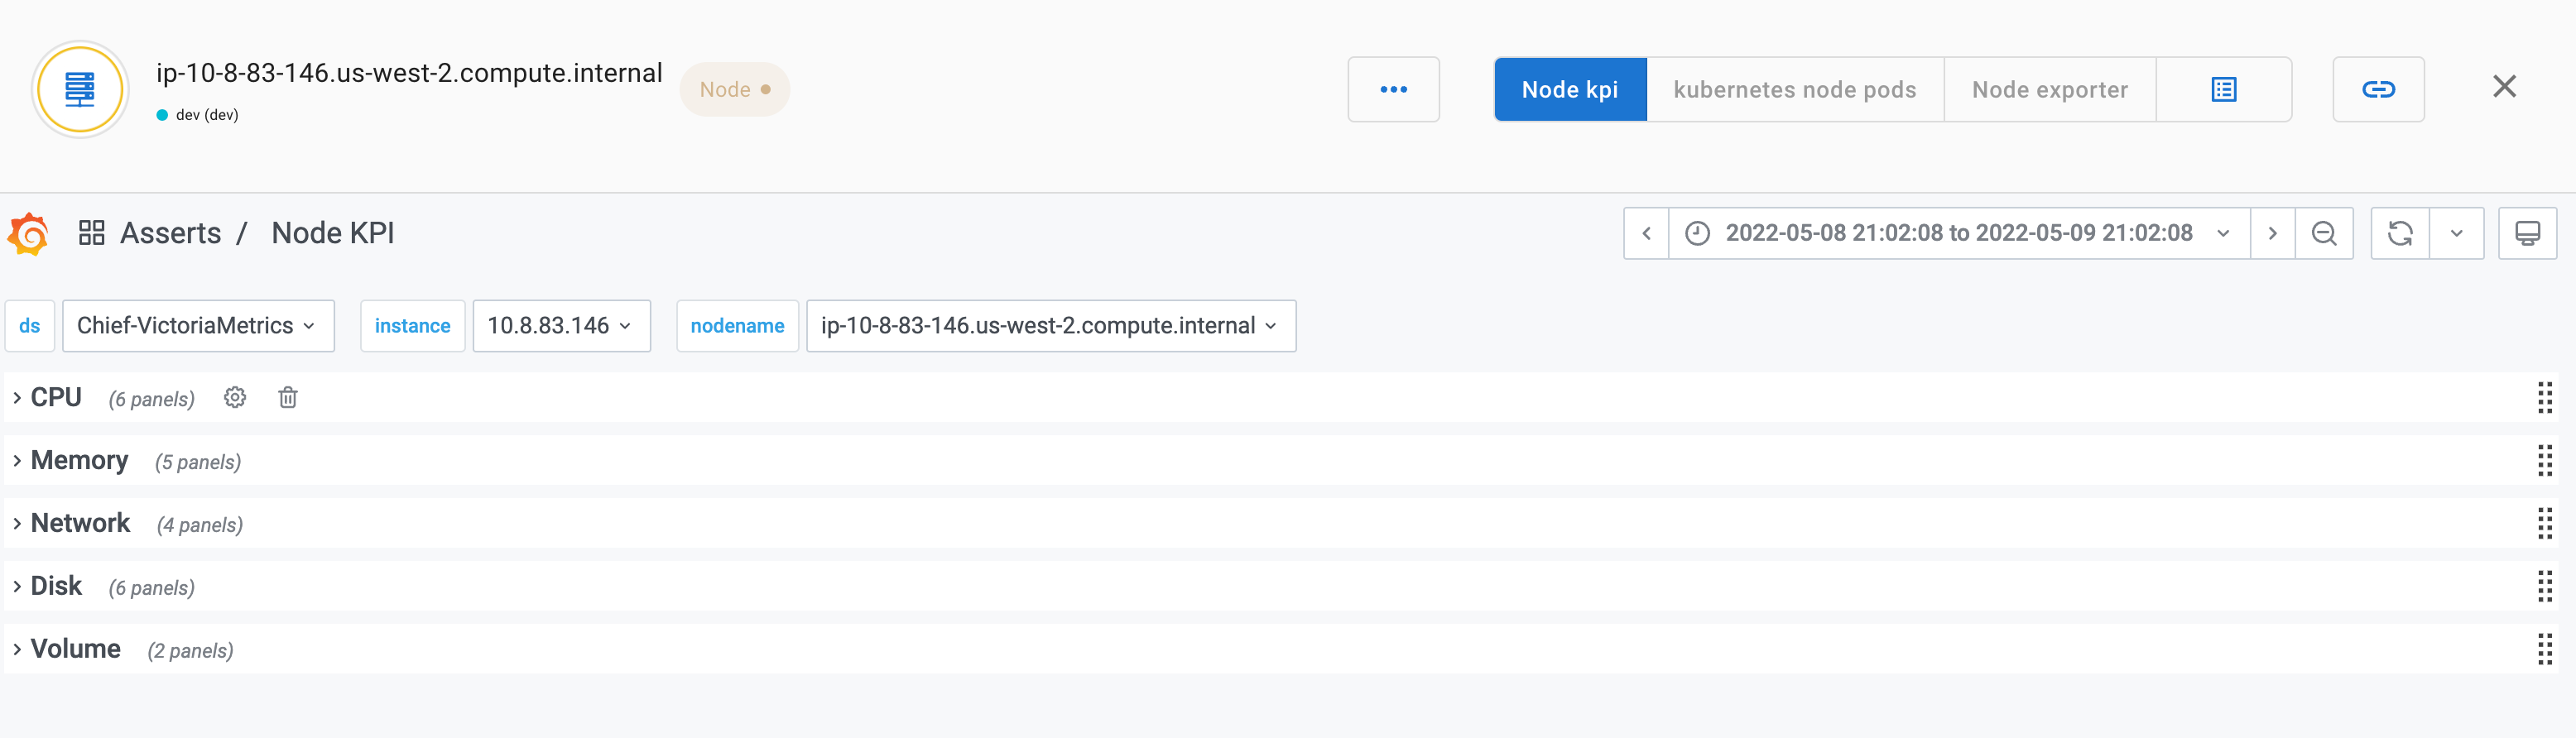 ip-10-8-83-146.us-west-2.compute.internal
Node
dev (dev)
Node kpi
kubernetes node pods
Node exporter
Asserts / Node KPI
2022-05-08 21:02:08 to 2022-05-09 21:02:08
ds
Chief-VictoriaMetrics
instance
10.8.83.146
nodename
ip-10-8-83-146.us-west-2.compute.internal
CPU (6 panels)
Memory (5 panels)
Network (4 panels)
Disk (6 panels)
Volume (2 panels)